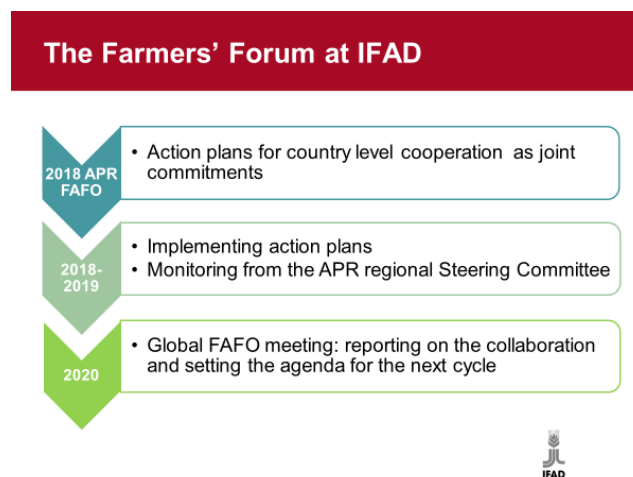 The Farmers' Forum at IFAD
2018 APR
FAFO
• Action plans for country level cooperation as joint
commitments
2018-
2019
• Implementing action plans
• Monitoring from the APR regional Steering Committee
2020
• Global FAFO meeting: reporting on the collaboration
and setting the agenda for the next cycle
IFAD